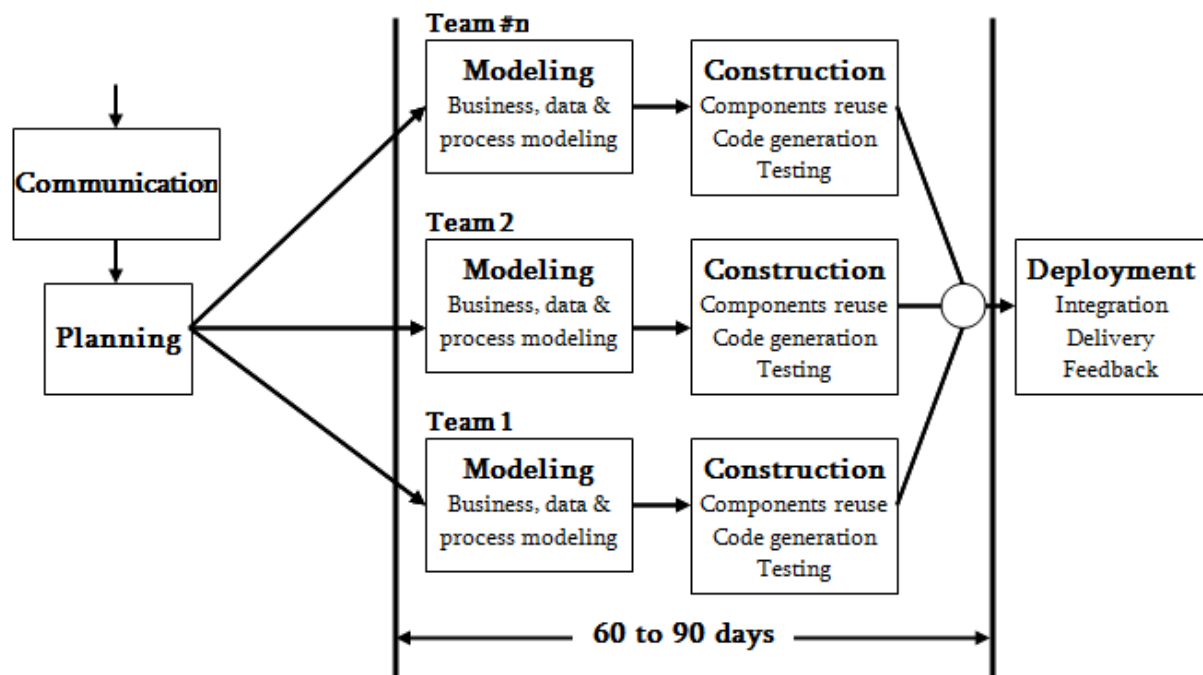 Communication
Planning
Team #n
Modeling
Business, data &
process modeling
Construction
Components reuse
Code generation
Testing
Team 2
Modeling
Business, data &
process modeling
Construction
Components reuse
Code generation
Testing
Team 1
Modeling
Business, data &
process modeling
Construction
Components reuse
Code generation
Testing
60 to 90 days
Deployment
Integration
Delivery
Feedback